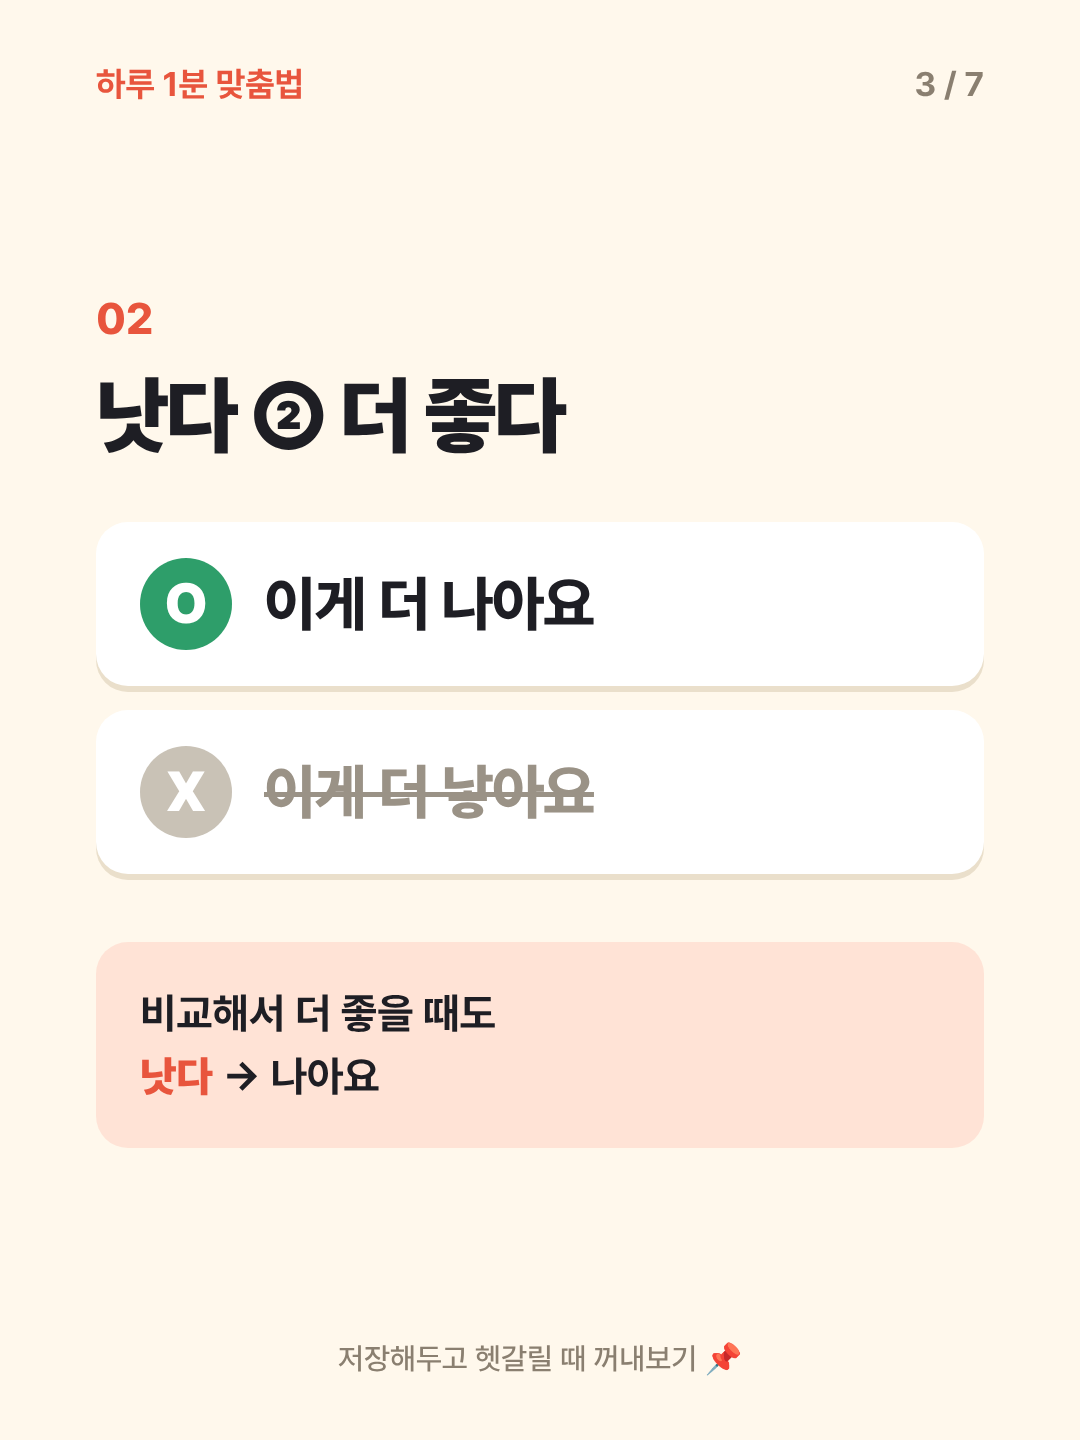 하루 1분 맞춤법
3 / 7
02
낫다 ② 더 좋다
O 이게 더 나아요
X 이게 더 낳아요
비교해서 더 좋을 때도
낫다 → 나아요
저장해두고 헷갈릴 때 꺼내보기 📌